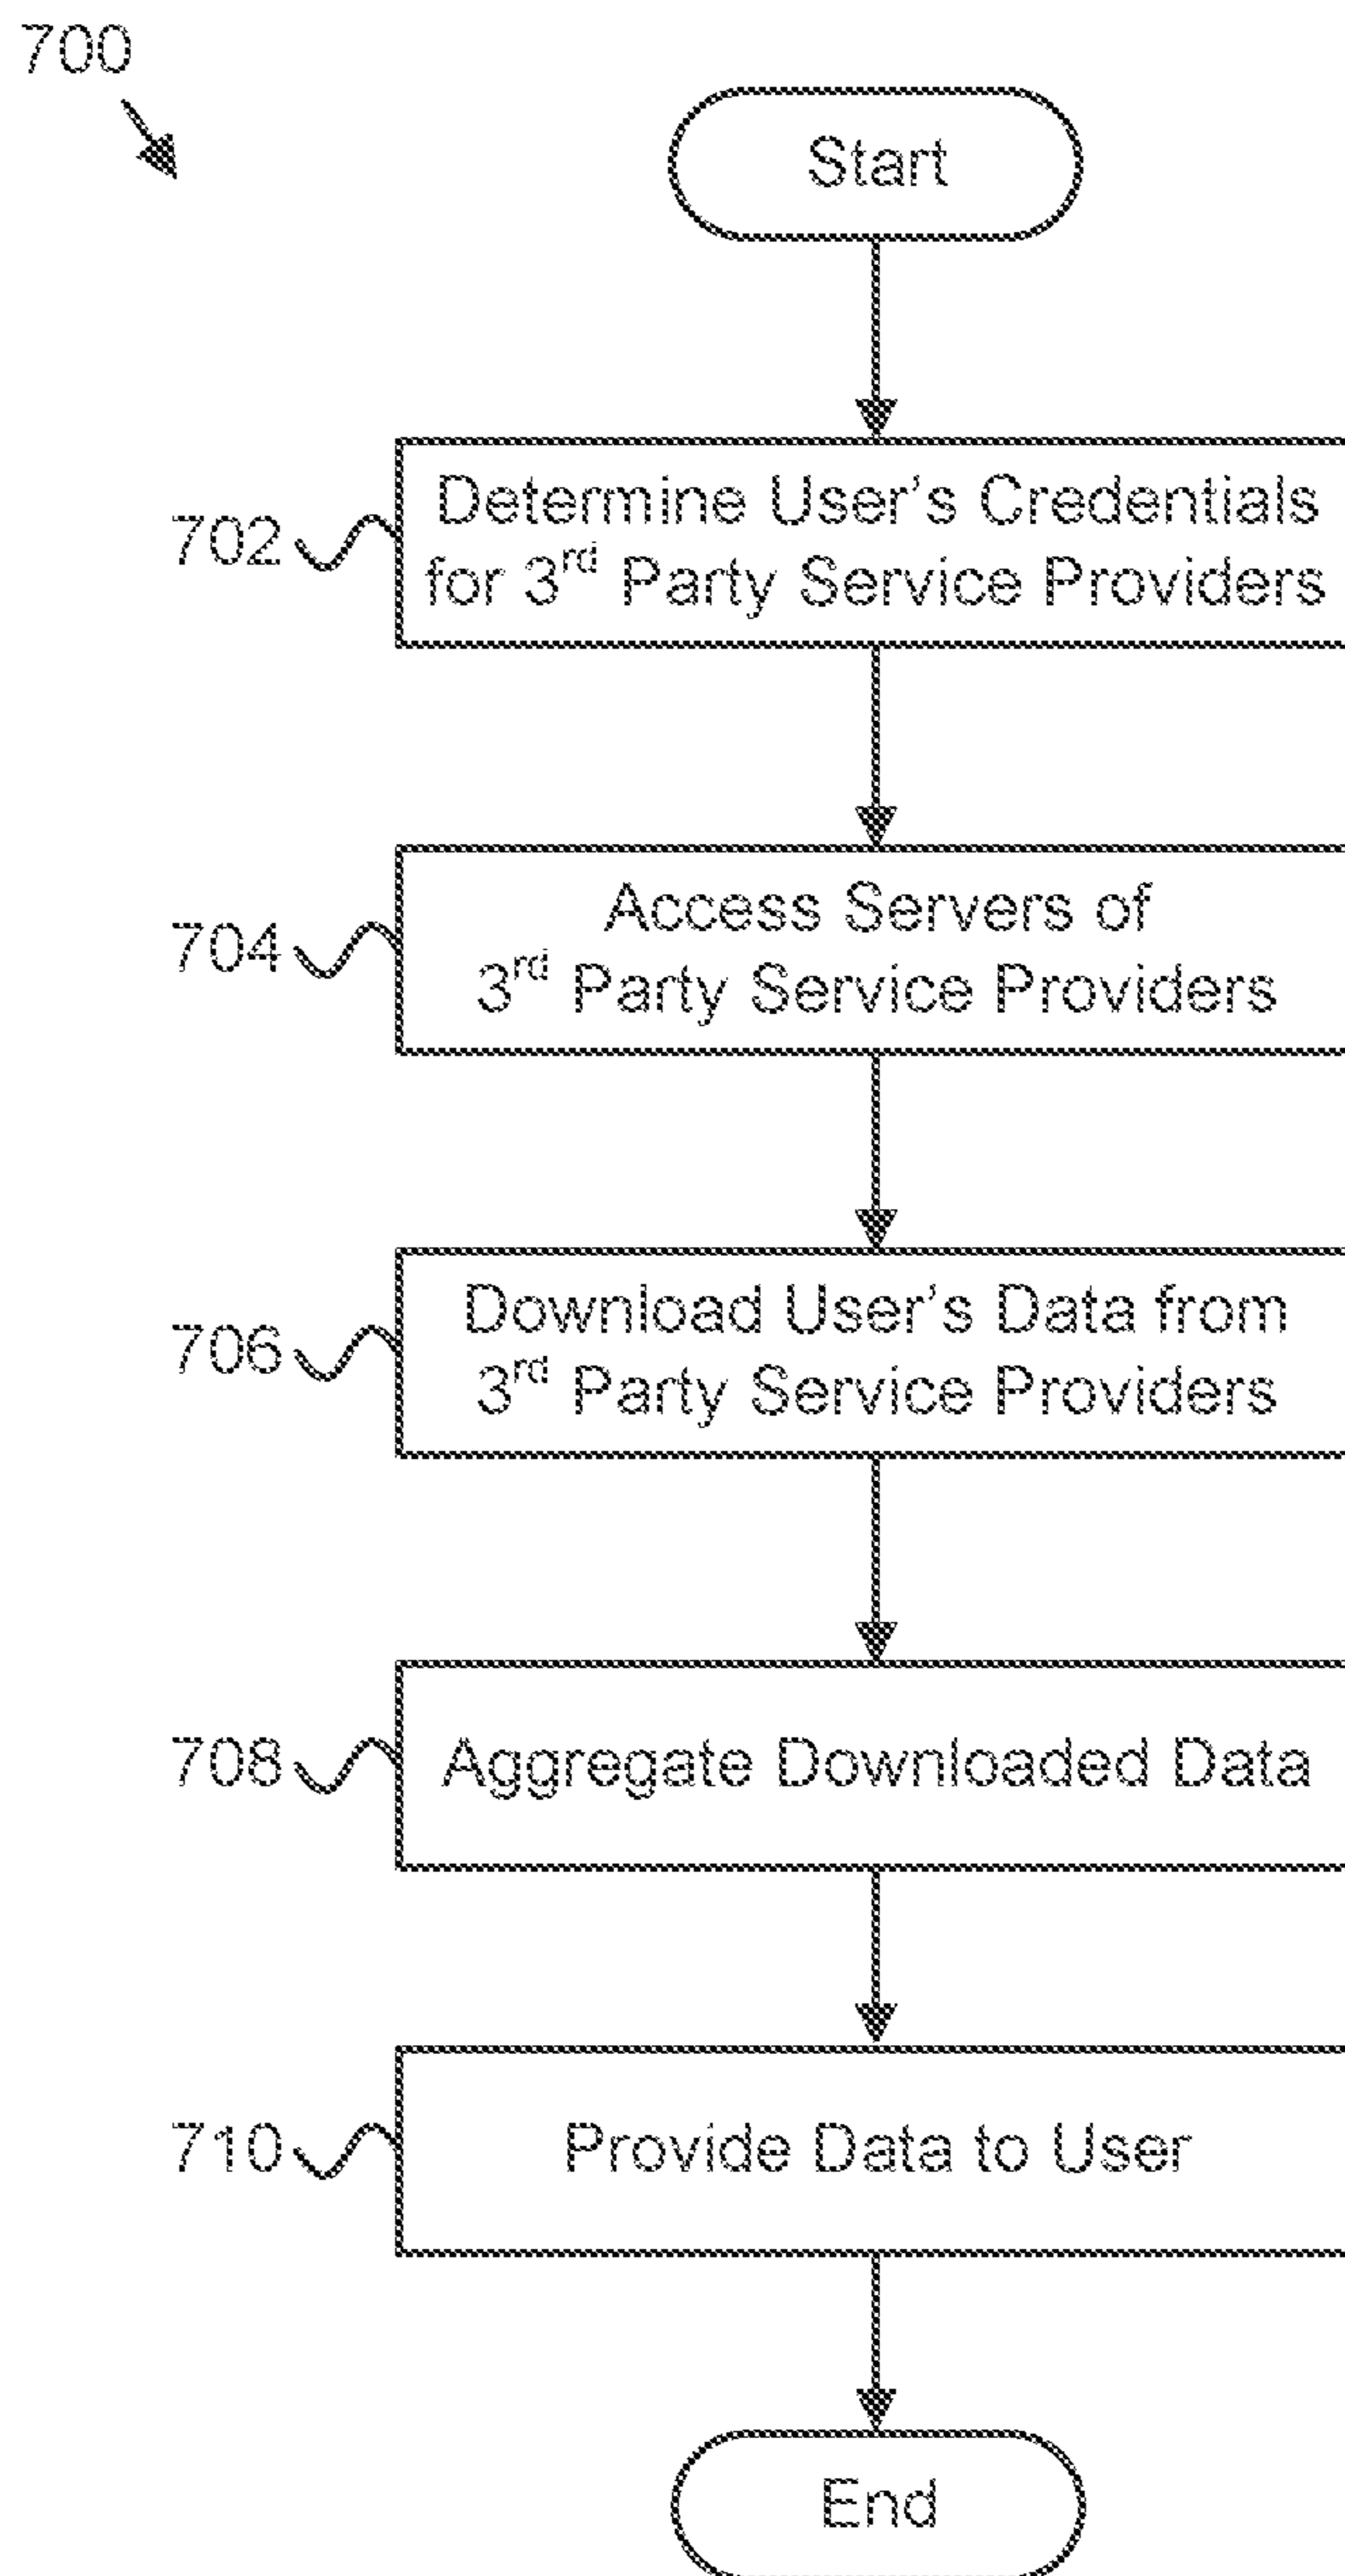 700
Start
702
Determine User's Credentials
for 3rd Party Service Providers
704
Access Servers of
3rd Party Service Providers
706
Download User's Data from
3rd Party Service Providers
708
Aggregate Downloaded Data
710
Provide Data to User
End